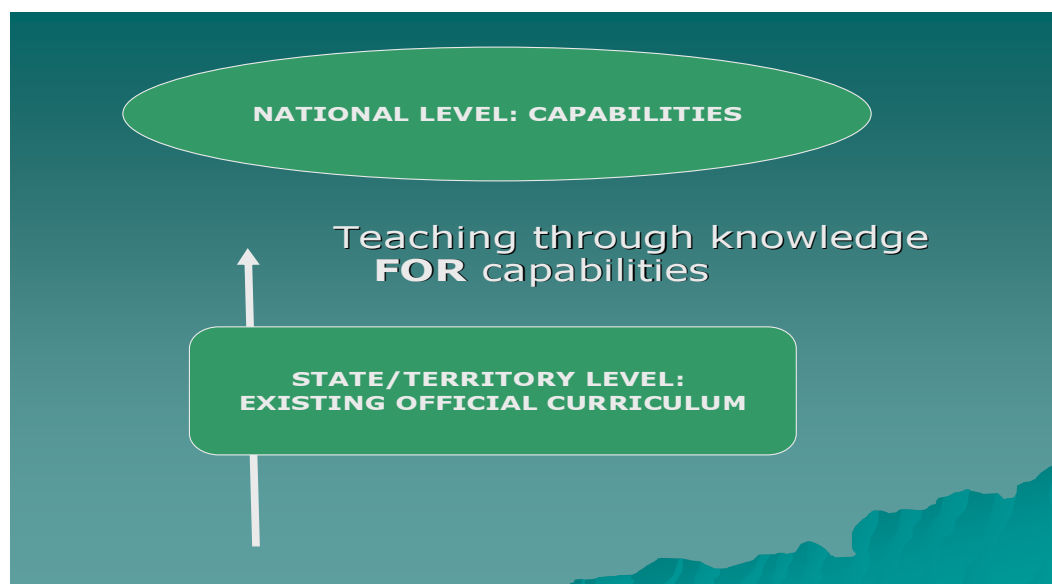 NATIONAL LEVEL: CAPABILITIES
Teaching through knowledge
FOR capabilities
STATE/TERRITORY LEVEL:
EXISTING OFFICIAL CURRICULUM